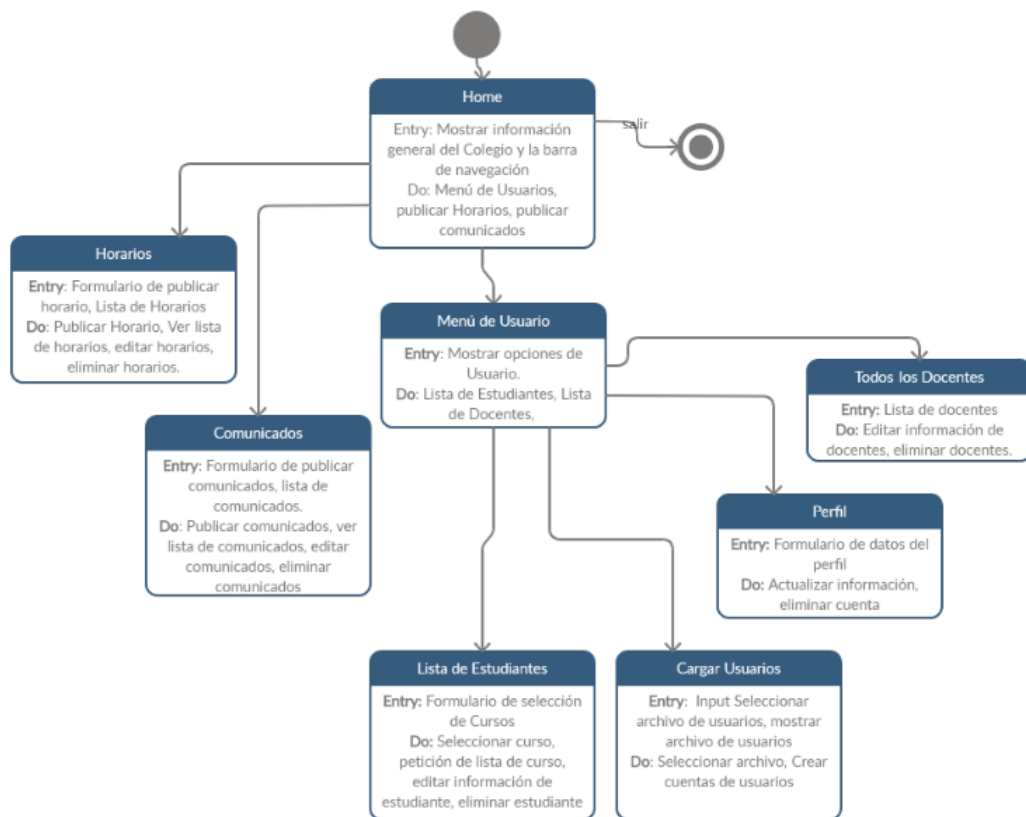 Home
Entry: Mostrar información
general del Colegio y la barra
de navegación
Do: Menú de Usuarios,
publicar Horarios, publicar
comunicados
salir
Horarios
Entry: Formulario de publicar
horario, Lista de Horarios
Do: Publicar Horario, Ver lista
de horarios, editar horarios,
eliminar horarios.
Menú de Usuario
Entry: Mostrar opciones de
Usuario.
Do: Lista de Estudiantes, Lista
de Docentes,
Todos los Docentes
Entry: Lista de docentes
Do: Editar información de
docentes, eliminar docentes.
Comunicados
Entry: Formulario de publicar
comunicados, lista de
comunicados.
Do: Publicar comunicados, ver
lista de comunicados, editar
comunicados, eliminar
comunicados
Perfil
Entry: Formulario de datos del
perfil
Do: Actualizar información,
eliminar cuenta
Lista de Estudiantes
Entry: Formulario de selección
de Cursos
Do: Seleccionar curso,
petición de lista de curso,
editar información de
estudiante, eliminar estudiante
Cargar Usuarios
Entry: Input Seleccionar
archivo de usuarios, mostrar
archivo de usuarios
Do: Seleccionar archivo, Crear
cuentas de usuarios